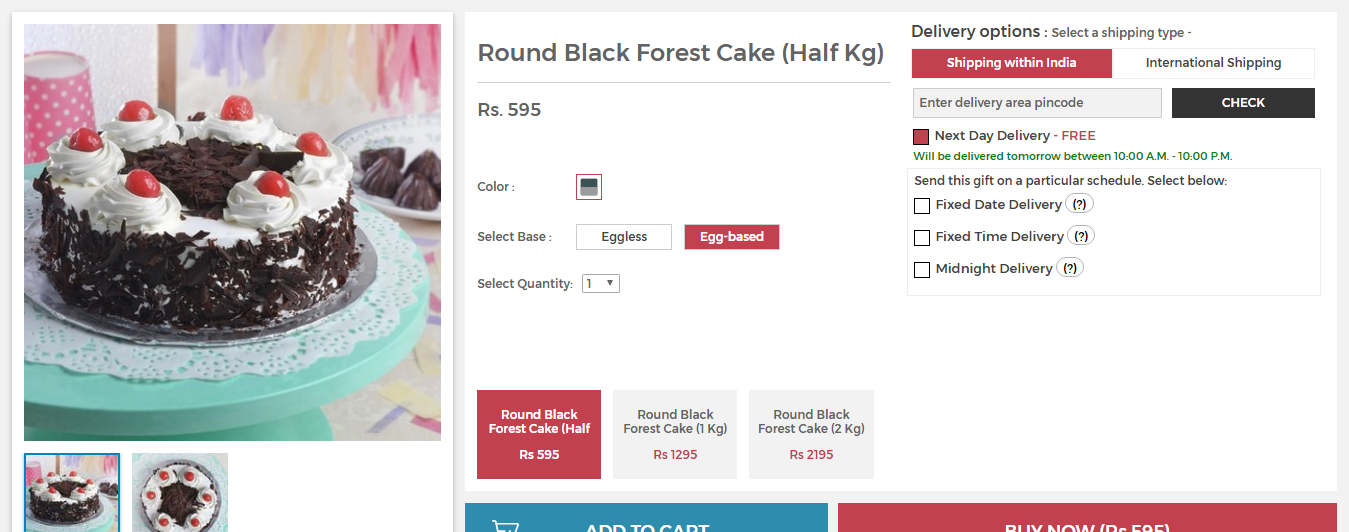 Round Black Forest Cake (Half Kg)
Rs. 595
Color :
Select Base :
Eggless
Egg-based
Select Quantity:
1
Round Black
Forest Cake (Half
Rs 595
Round Black
Forest Cake (1 Kg)
Rs 1295
Round Black
Forest Cake (2 Kg)
Rs 2195
Delivery options : Select a shipping type -
Shipping within India
International Shipping
Enter delivery area pincode
CHECK
Next Day Delivery - FREE
Will be delivered tomorrow between 10:00 A.M. - 10:00 P.M.
Send this gift on a particular schedule. Select below:
Fixed Date Delivery (?)
Fixed Time Delivery (?)
Midnight Delivery (?)
ADD TO CART
BUY NOW (Rs 595)